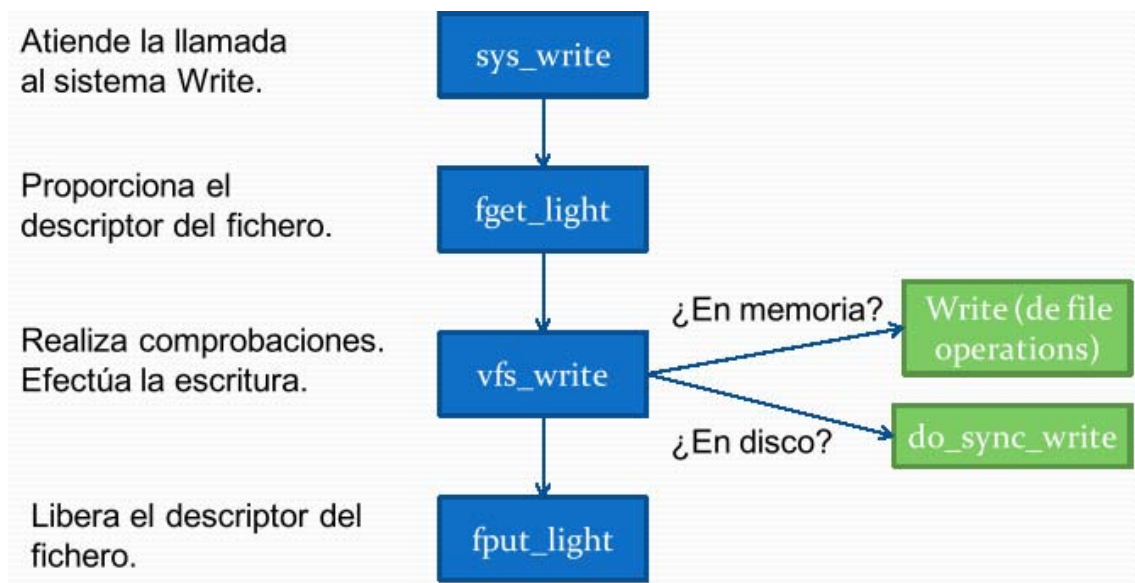 Atiende la llamada
al sistema Write.
sys_write
Proporciona el
descriptor del fichero.
fget_light
Realiza comprobaciones.
Efectúa la escritura.
vfs_write
¿En memoria?
Write (de file
operations)
¿En disco?
do_sync_write
Libera el descriptor del
fichero.
fput_light